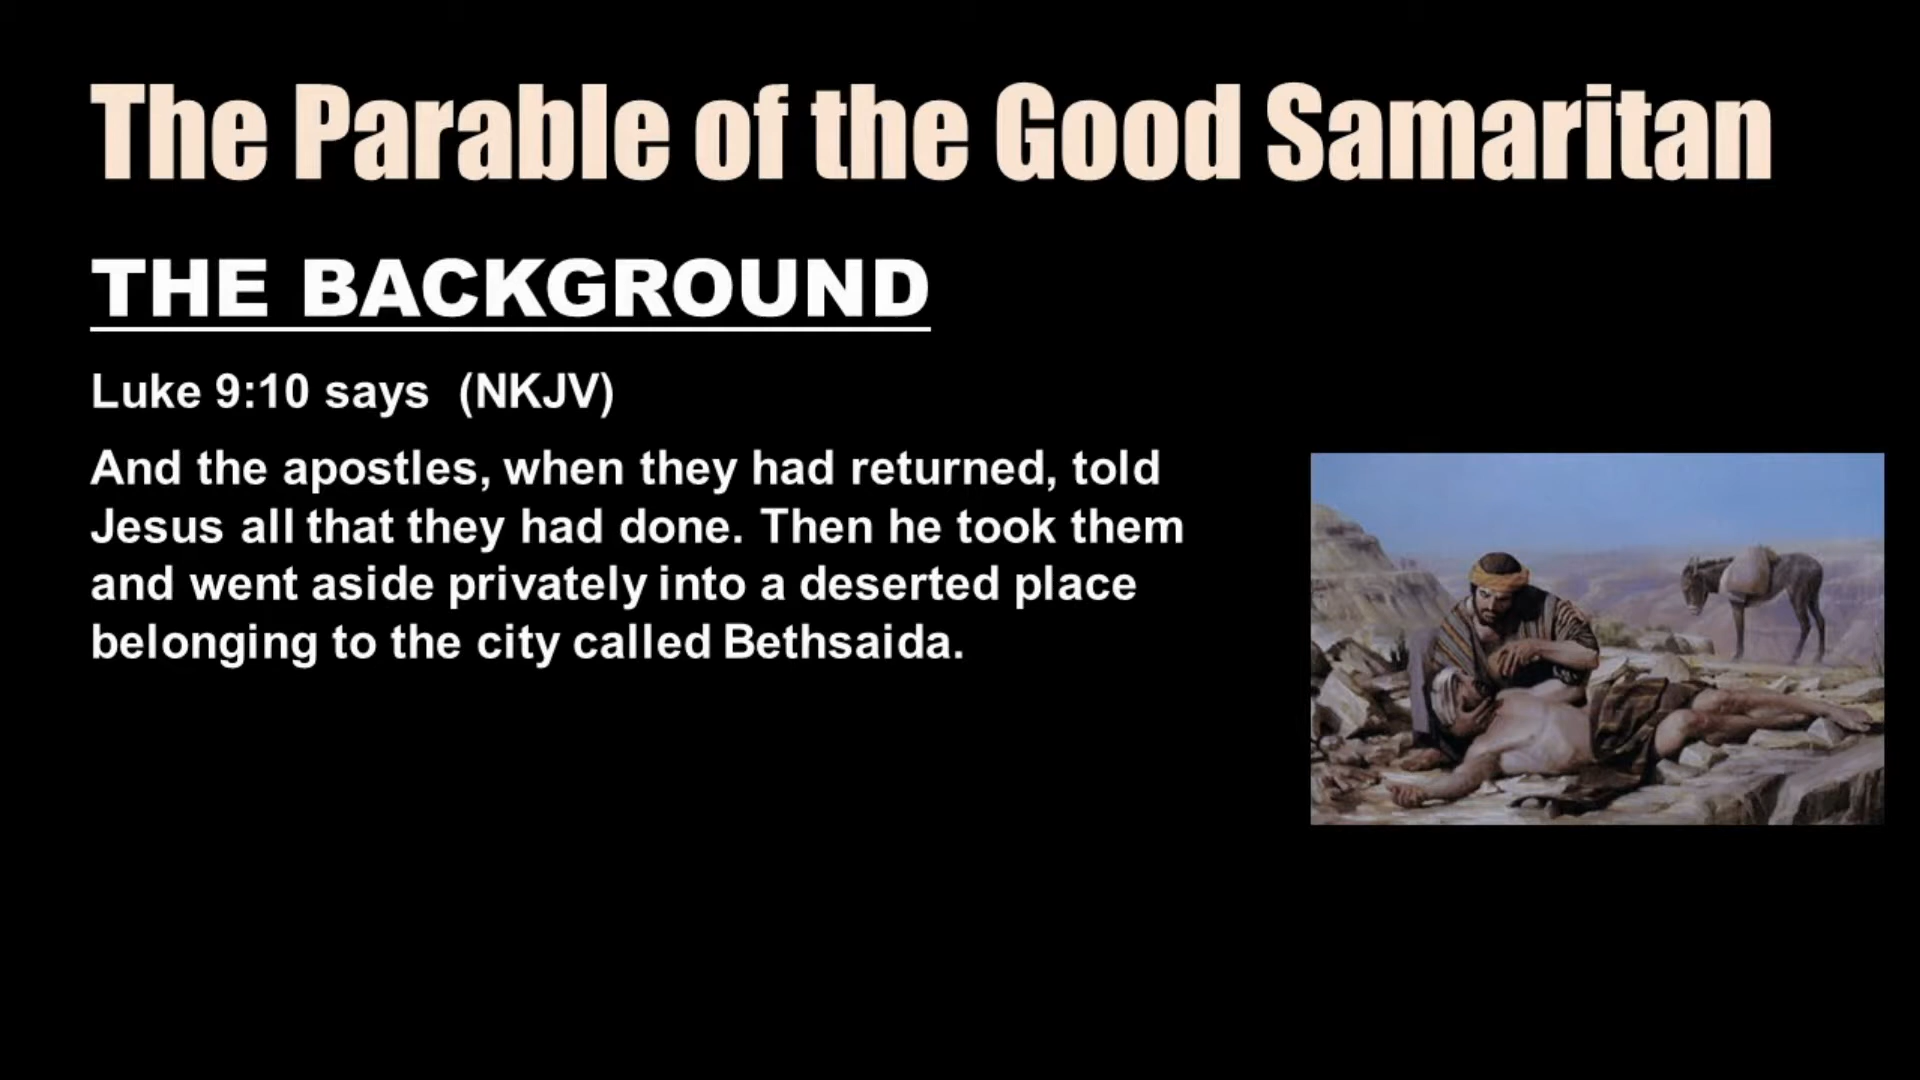 The Parable of the Good Samaritan
THE BACKGROUND
Luke 9:10 says  (NKJV)
And the apostles, when they had returned, told
Jesus all that they had done. Then he took them
and went aside privately into a deserted place
belonging to the city called Bethsaida.